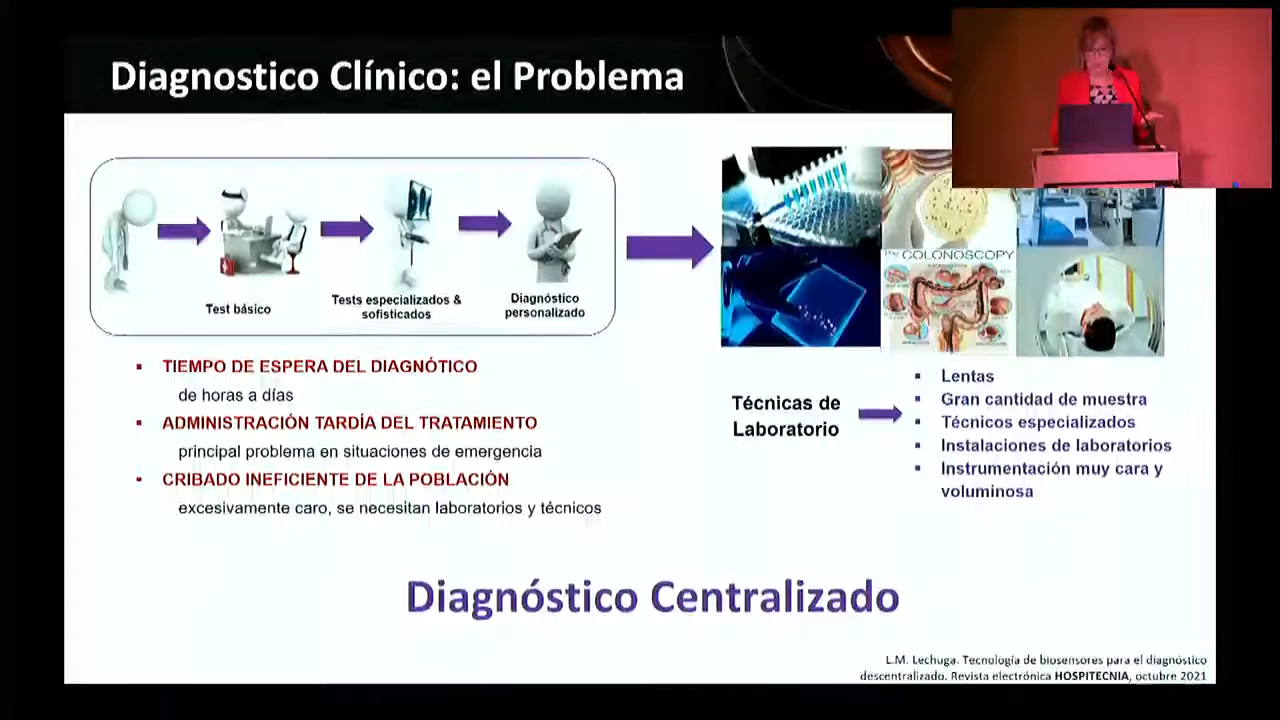 Diagnostico Clínico: el Problema
Test básico
Tests especializados &
sofisticados
Diagnóstico
personalizado
TIEMPO DE ESPERA DEL DIAGNÓTICO
de horas a días
ADMINISTRACIÓN TARDÍA DEL TRATAMIENTO
principal problema en situaciones de emergencia
CRIBADO INEFICIENTE DE LA POBLACIÓN
excesivamente caro, se necesitan laboratorios y técnicos
COLONOSCOPY
Técnicas de
Laboratorio
Lentas
Gran cantidad de muestra
Técnicos especializados
Instalaciones de laboratorios
Instrumentación muy cara y
voluminosa
Diagnóstico Centralizado
L.M. Lechuga. Tecnología de biosensores para el diagnóstico
descentralizado. Revista electrónica HOSPITECNIA, octubre 2021